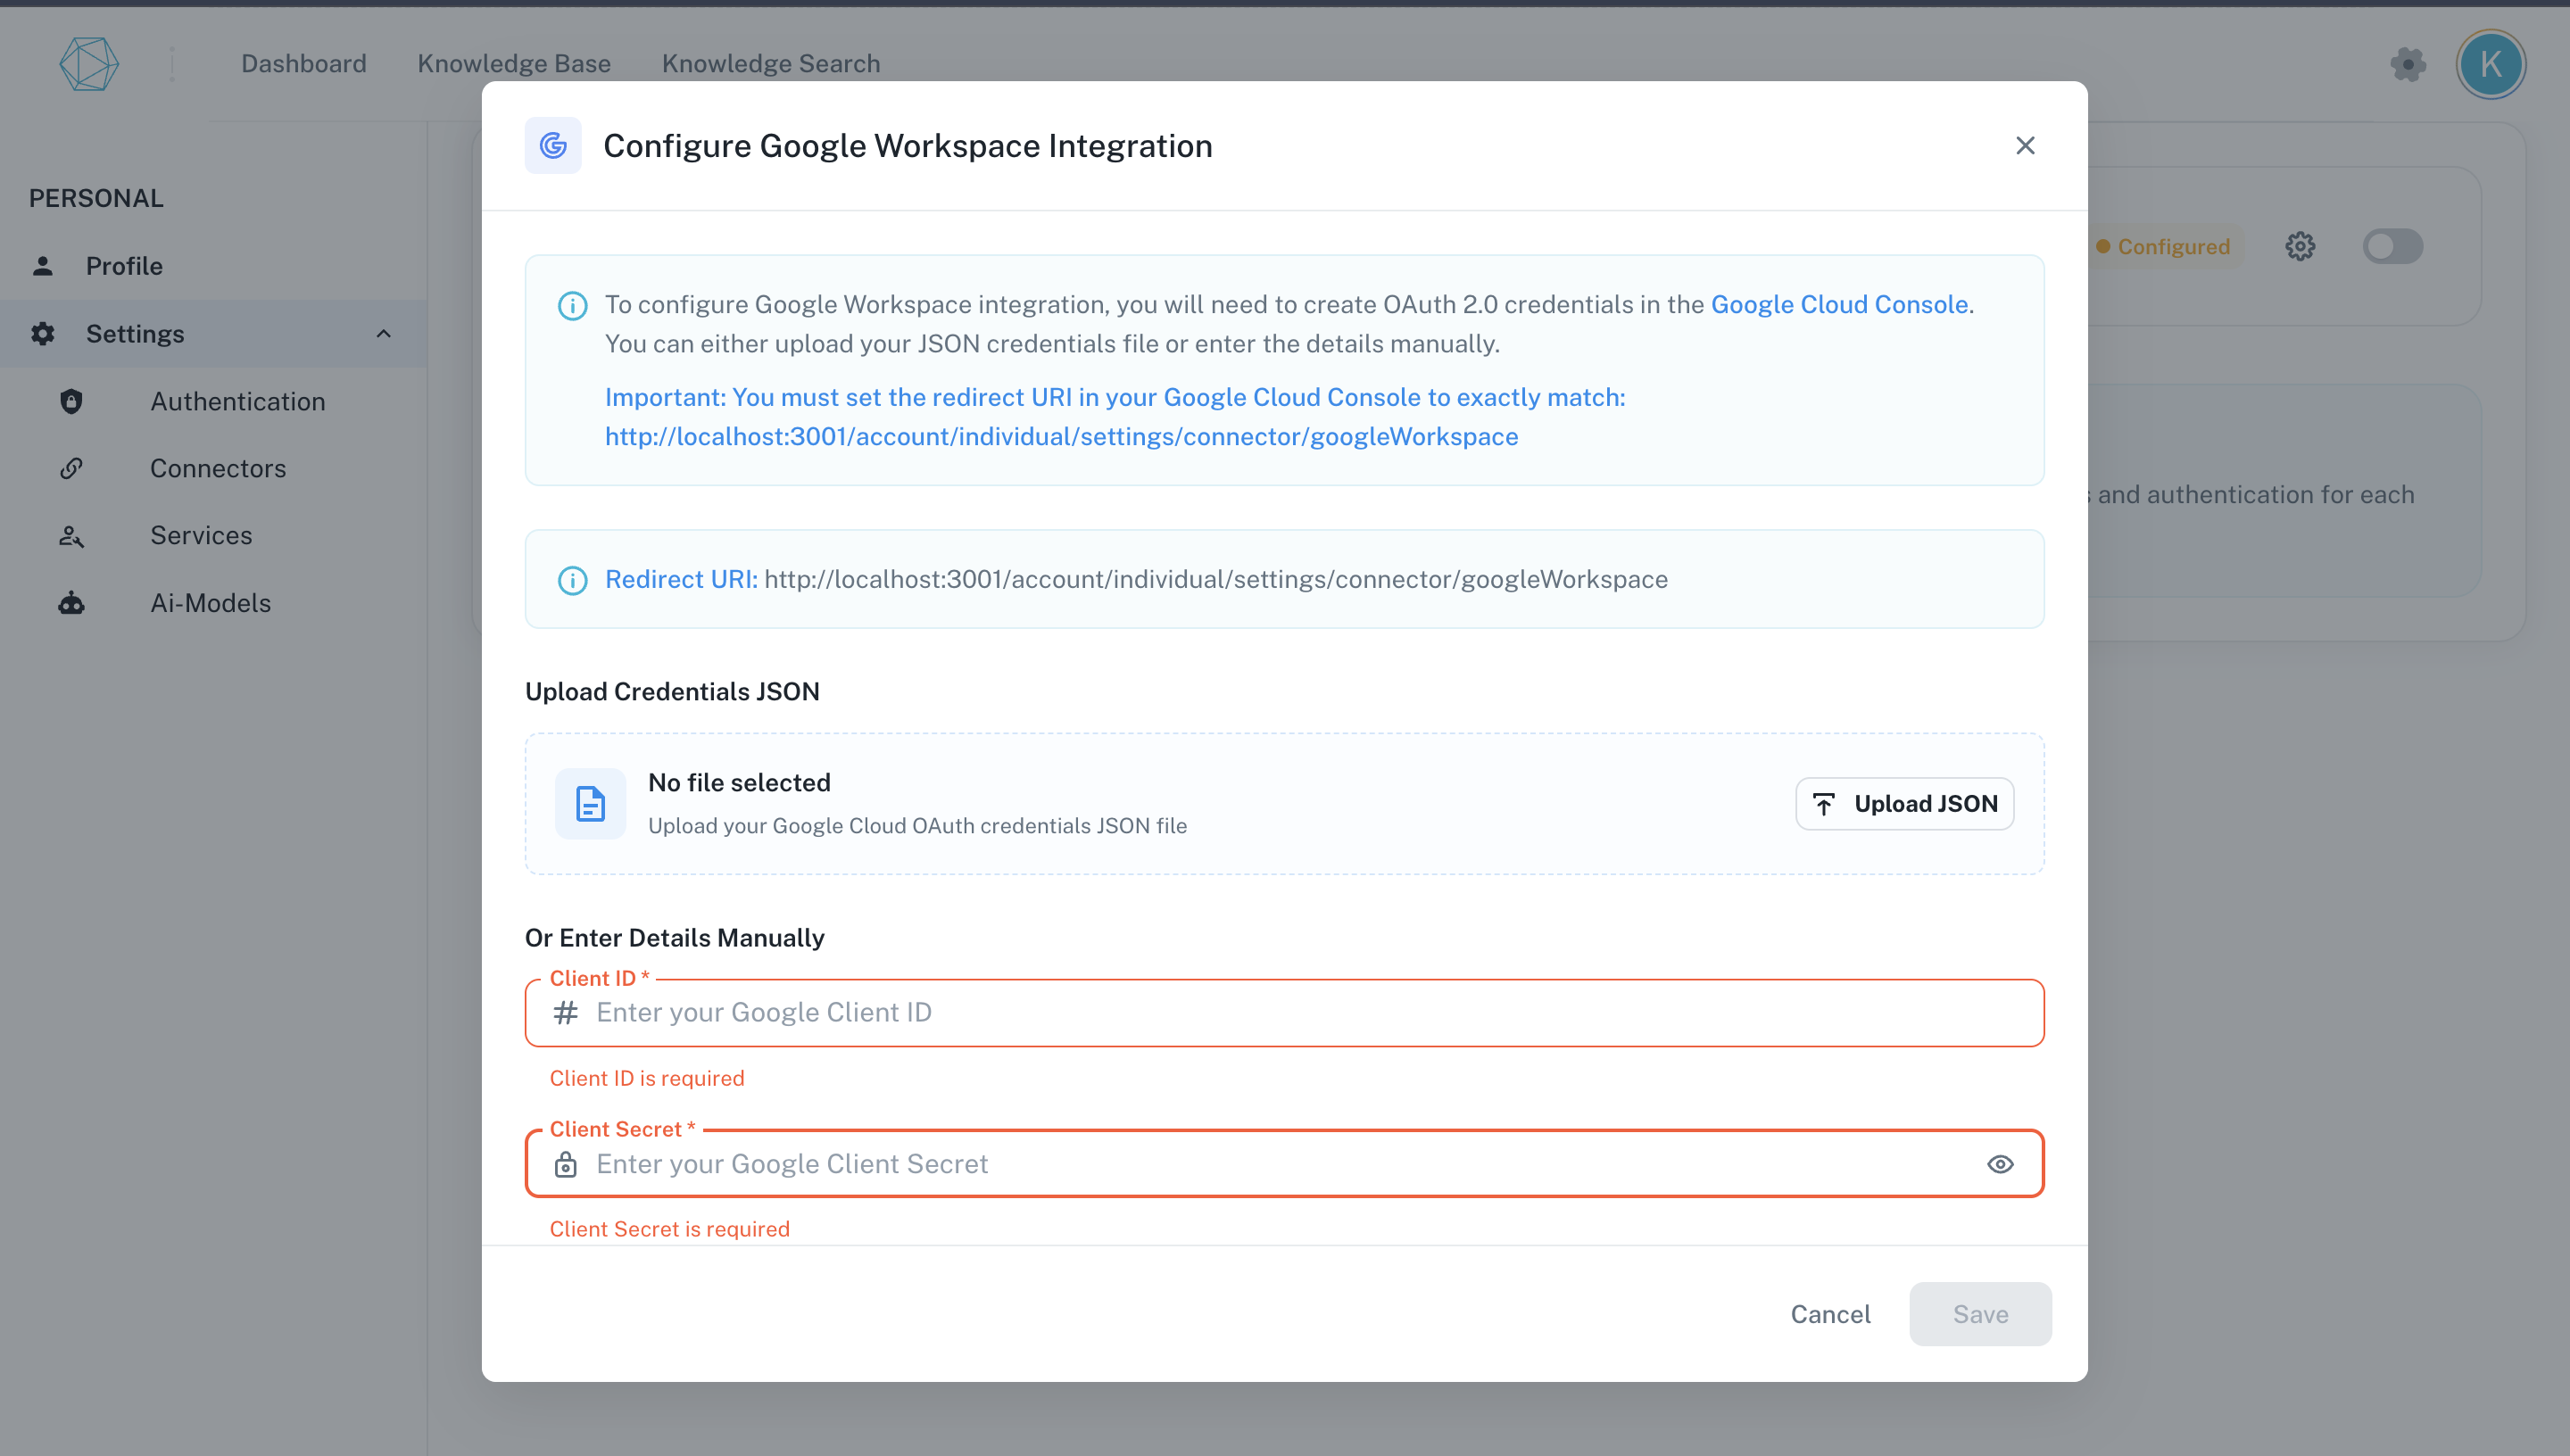 Dashboard
Knowledge Base
Knowledge Search
K
PERSONAL
Profile
Settings
Authentication
Connectors
Services
Ai-Models
Configured
and authentication for each
Configure Google Workspace Integration
To configure Google Workspace integration, you will need to create OAuth 2.0 credentials in the Google Cloud Console.
You can either upload your JSON credentials file or enter the details manually.
Important: You must set the redirect URI in your Google Cloud Console to exactly match:
http://localhost:3001/account/individual/settings/connector/googleWorkspace
Redirect URI: http://localhost:3001/account/individual/settings/connector/googleWorkspace
Upload Credentials JSON
No file selected
Upload your Google Cloud OAuth credentials JSON file
Upload JSON
Or Enter Details Manually
Client ID *
Enter your Google Client ID
Client ID is required
Client Secret *
Enter your Google Client Secret
Client Secret is required
Cancel
Save